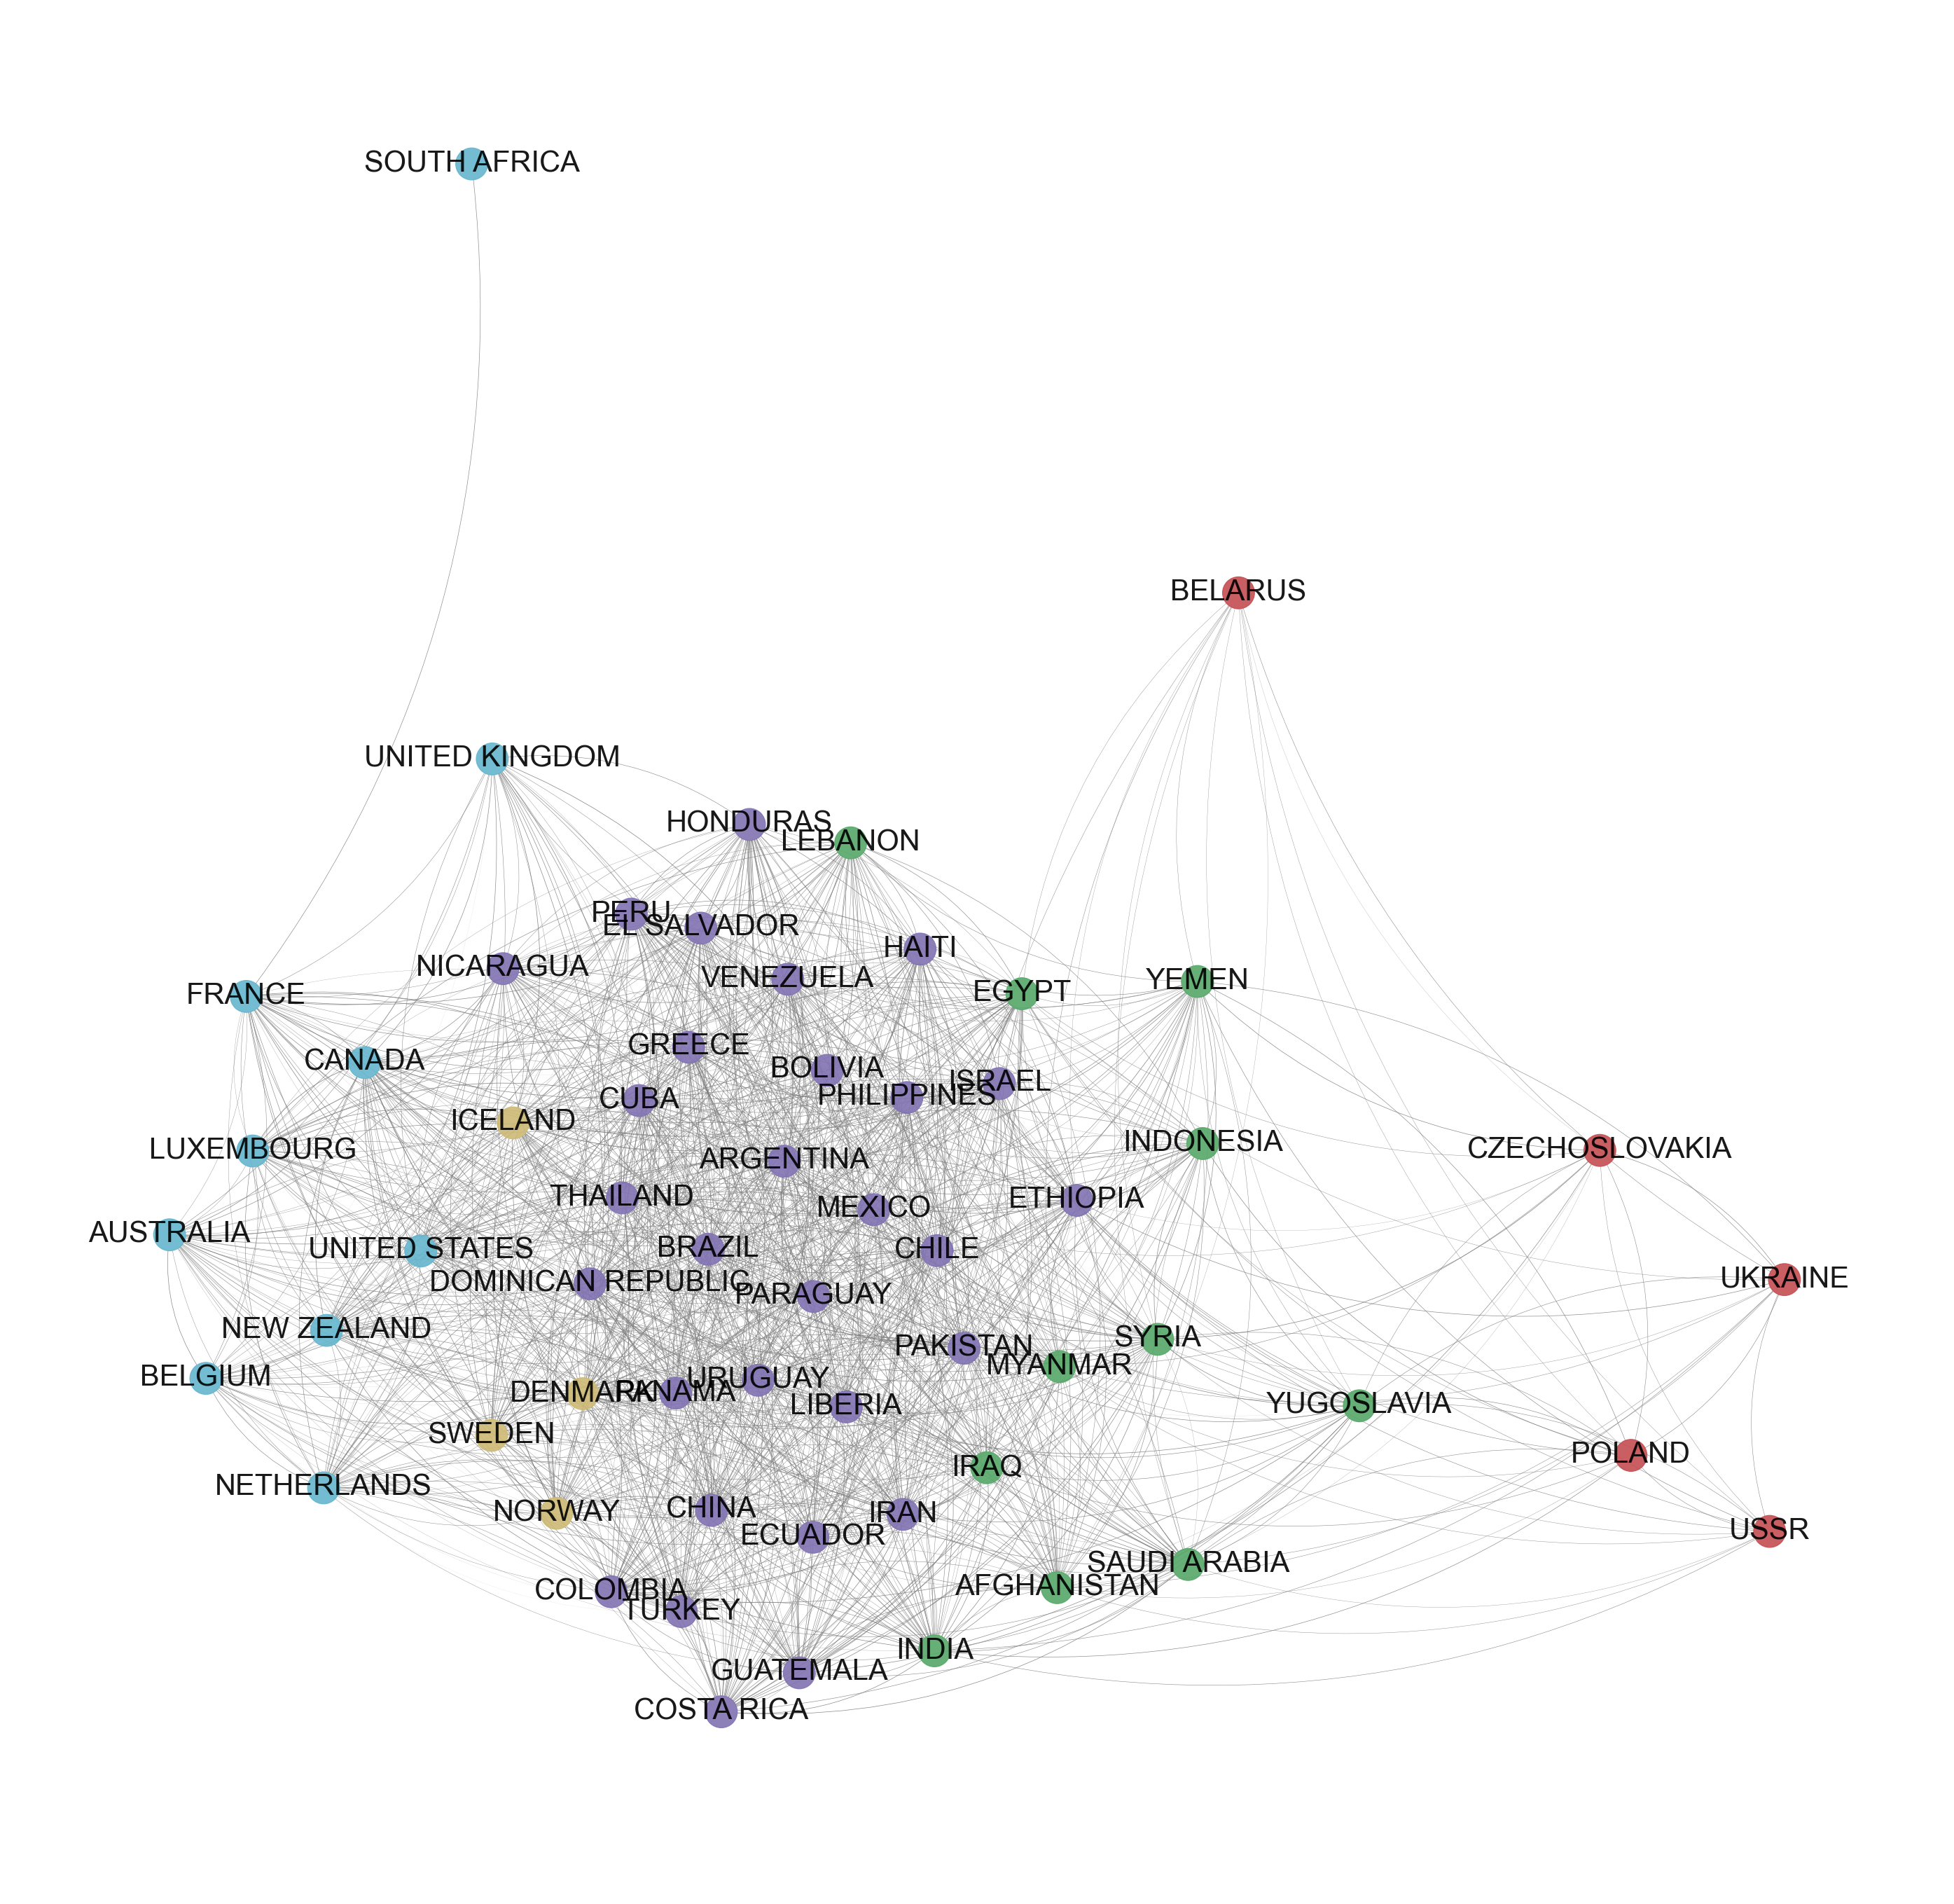 SOUTH AFRICA
BELARUS
UNITED KINGDOM
HONDURAS
LEBANON
PERU
EL SALVADOR
HAITI
NICARAGUA
VENEZUELA
YEMEN
FRANCE
EGYPT
GREECE
CANADA
BOLIVIA
ISRAEL
CUBA
PHILIPPINES
ICELAND
LUXEMBOURG
INDONESIA
CZECHOSLOVAKIA
ARGENTINA
THAILAND
ETHIOPIA
MEXICO
AUSTRALIA
UNITED STATES
BRAZIL
CHILE
DOMINICAN REPUBLIC
PARAGUAY
UKRAINE
NEW ZEALAND
PAKISTAN
SYRIA
MYANMAR
BELGIUM
URUGUAY
DENMARK
PANAMA
LIBERIA
YUGOSLAVIA
SWEDEN
POLAND
IRAQ
NETHERLANDS
NORWAY
CHINA
IRAN
ECUADOR
USSR
SAUDI ARABIA
AFGHANISTAN
COLOMBIA
TURKEY
INDIA
GUATEMALA
COSTA RICA